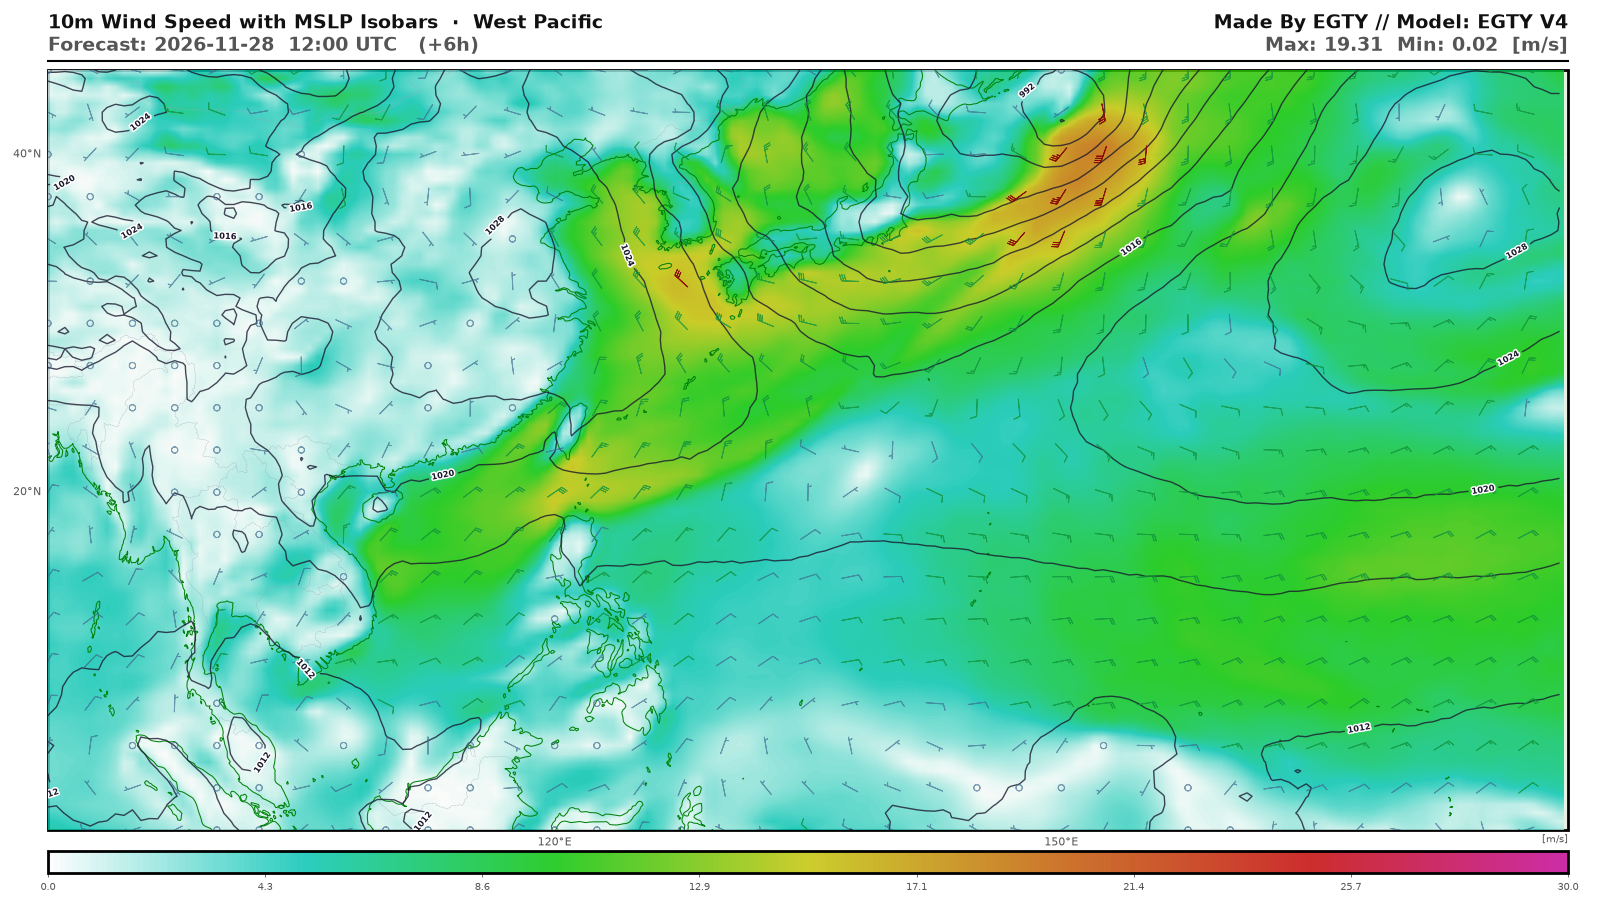 10m Wind Speed with MSLP Isobars · West Pacific
Made By EGTY // Model: EGTY V4
Forecast: 2026-11-28 12:00 UTC (+6h)
Max: 19.31 Min: 0.02 [m/s]
992
1024
40°N
1020
1016
1024
1016
1028
1024
1016
1028
1024
1020
20°N
1020
1012
1012
1012
12
1012
120°E
150°E
[m/s]
0.0
4.3
8.6
12.9
17.1
21.4
25.7
30.0